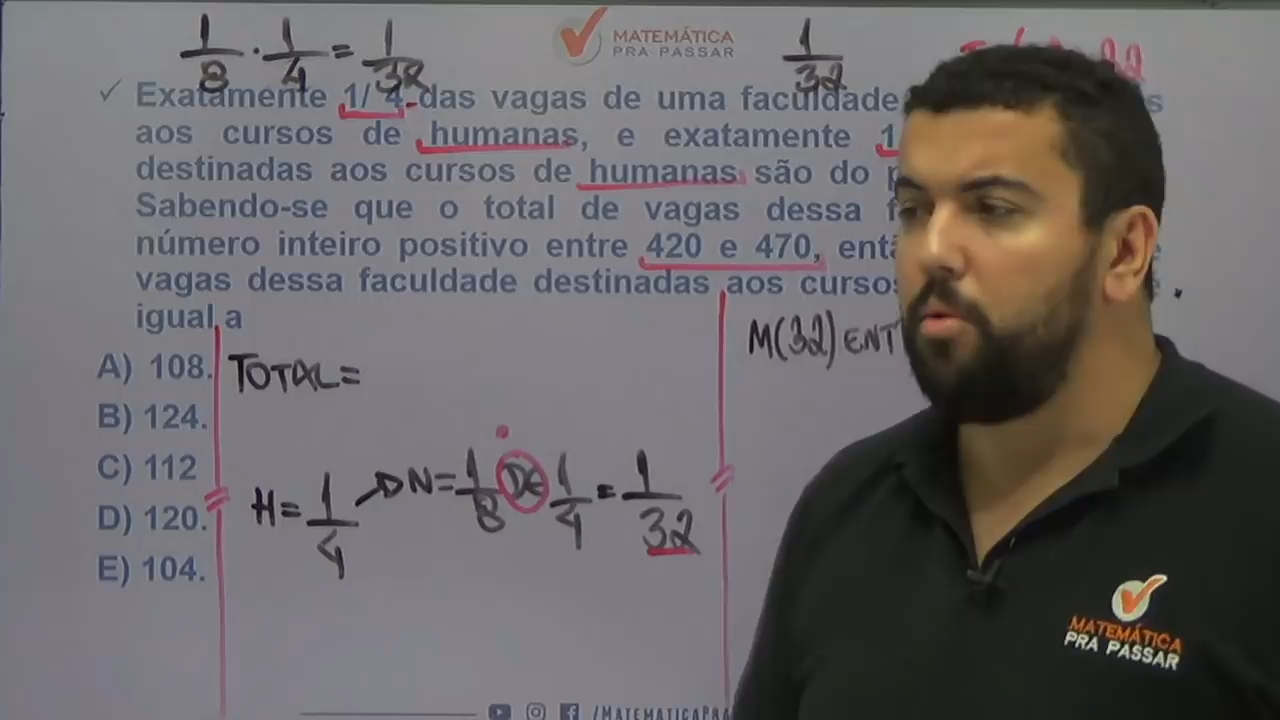 1/8 · 1/4 = 1/32
MATEMÁTICA
PRA PASSAR
1/32
✓ Exatamente 1/ 4 das vagas de uma faculdade
aos cursos de humanas, e exatamente 1
destinadas aos cursos de humanas são do
Sabendo-se que o total de vagas dessa
número inteiro positivo entre 420 e 470,
vagas dessa faculdade destinadas aos
igual a
A) 108.
B) 124.
C) 112
D) 120.
E) 104.
TOTAL=
H = 1/4 → N = 1/8 DE 1/4 = 1/32
M(32)
MATEMÁTICA
PRA PASSAR